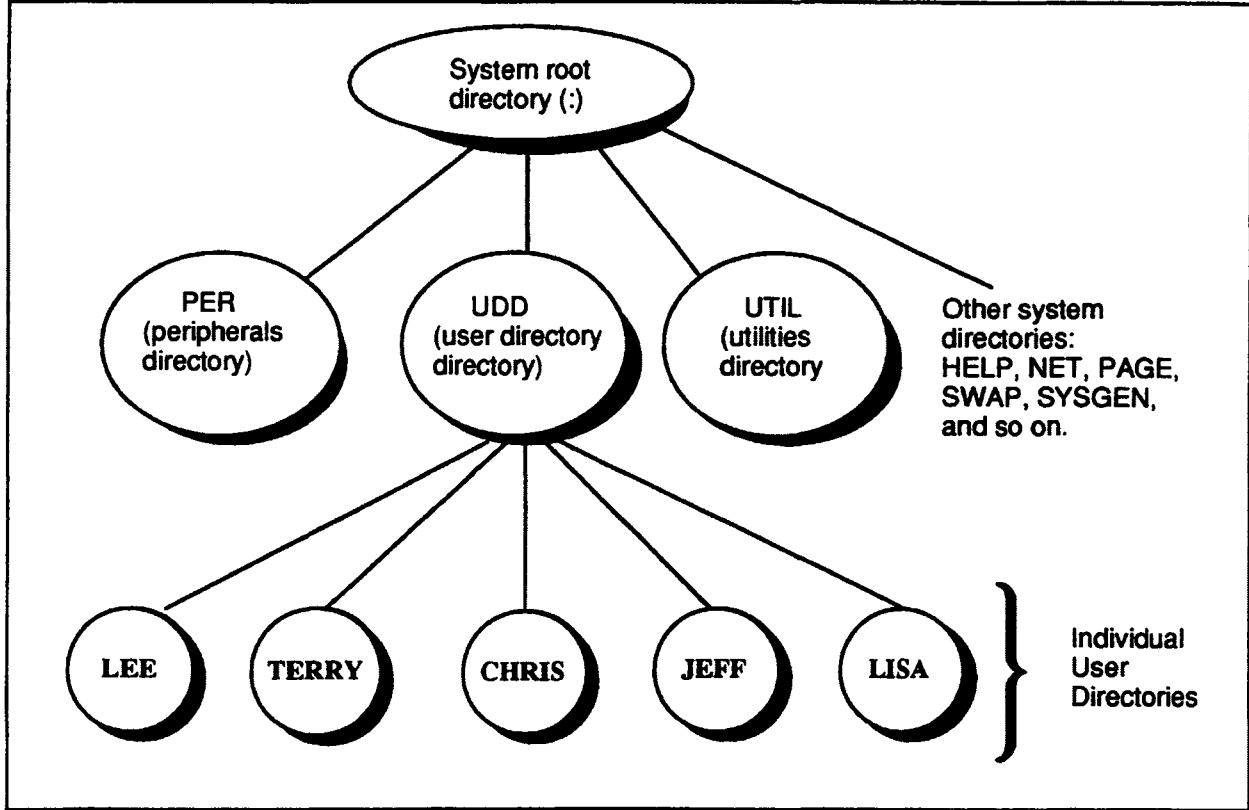 System root
directory (:)
PER
(peripherals
directory)
UDD
(user directory
directory)
UTIL
(utilities
directory
Other system
directories:
HELP, NET, PAGE,
SWAP, SYSGEN,
and so on.
LEE
TERRY
CHRIS
JEFF
LISA
Individual
User
Directories